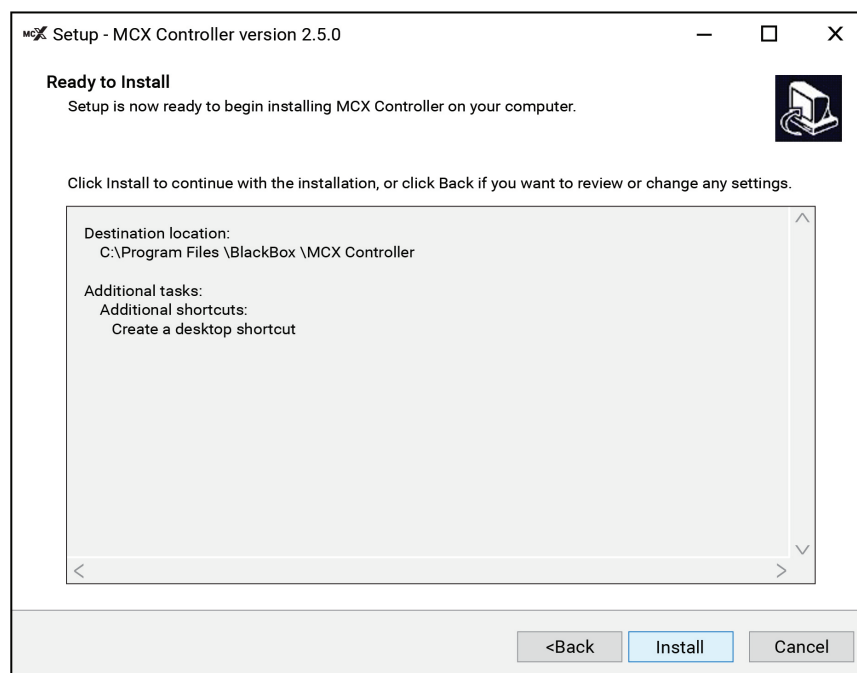 MCX Setup - MCX Controller version 2.5.0
Ready to Install
Setup is now ready to begin installing MCX Controller on your computer.
Click Install to continue with the installation, or click Back if you want to review or change any settings.
Destination location:
C:\Program Files \BlackBox \MCX Controller
Additional tasks:
Additional shortcuts:
Create a desktop shortcut
<Back Install Cancel